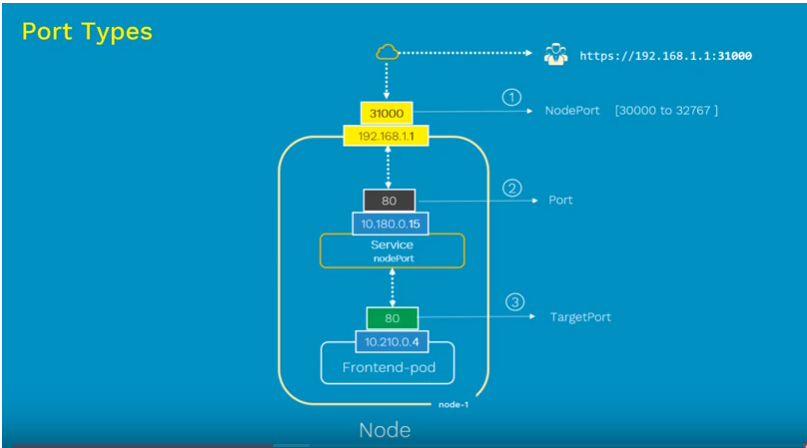 Port Types
https://192.168.1.1:31000
31000
192.168.1.1
1
NodePort [30000 to 32767 ]
80
10.180.0.15
2
Port
Service
nodePort
80
10.210.0.4
3
TargetPort
Frontend-pod
node-1
Node